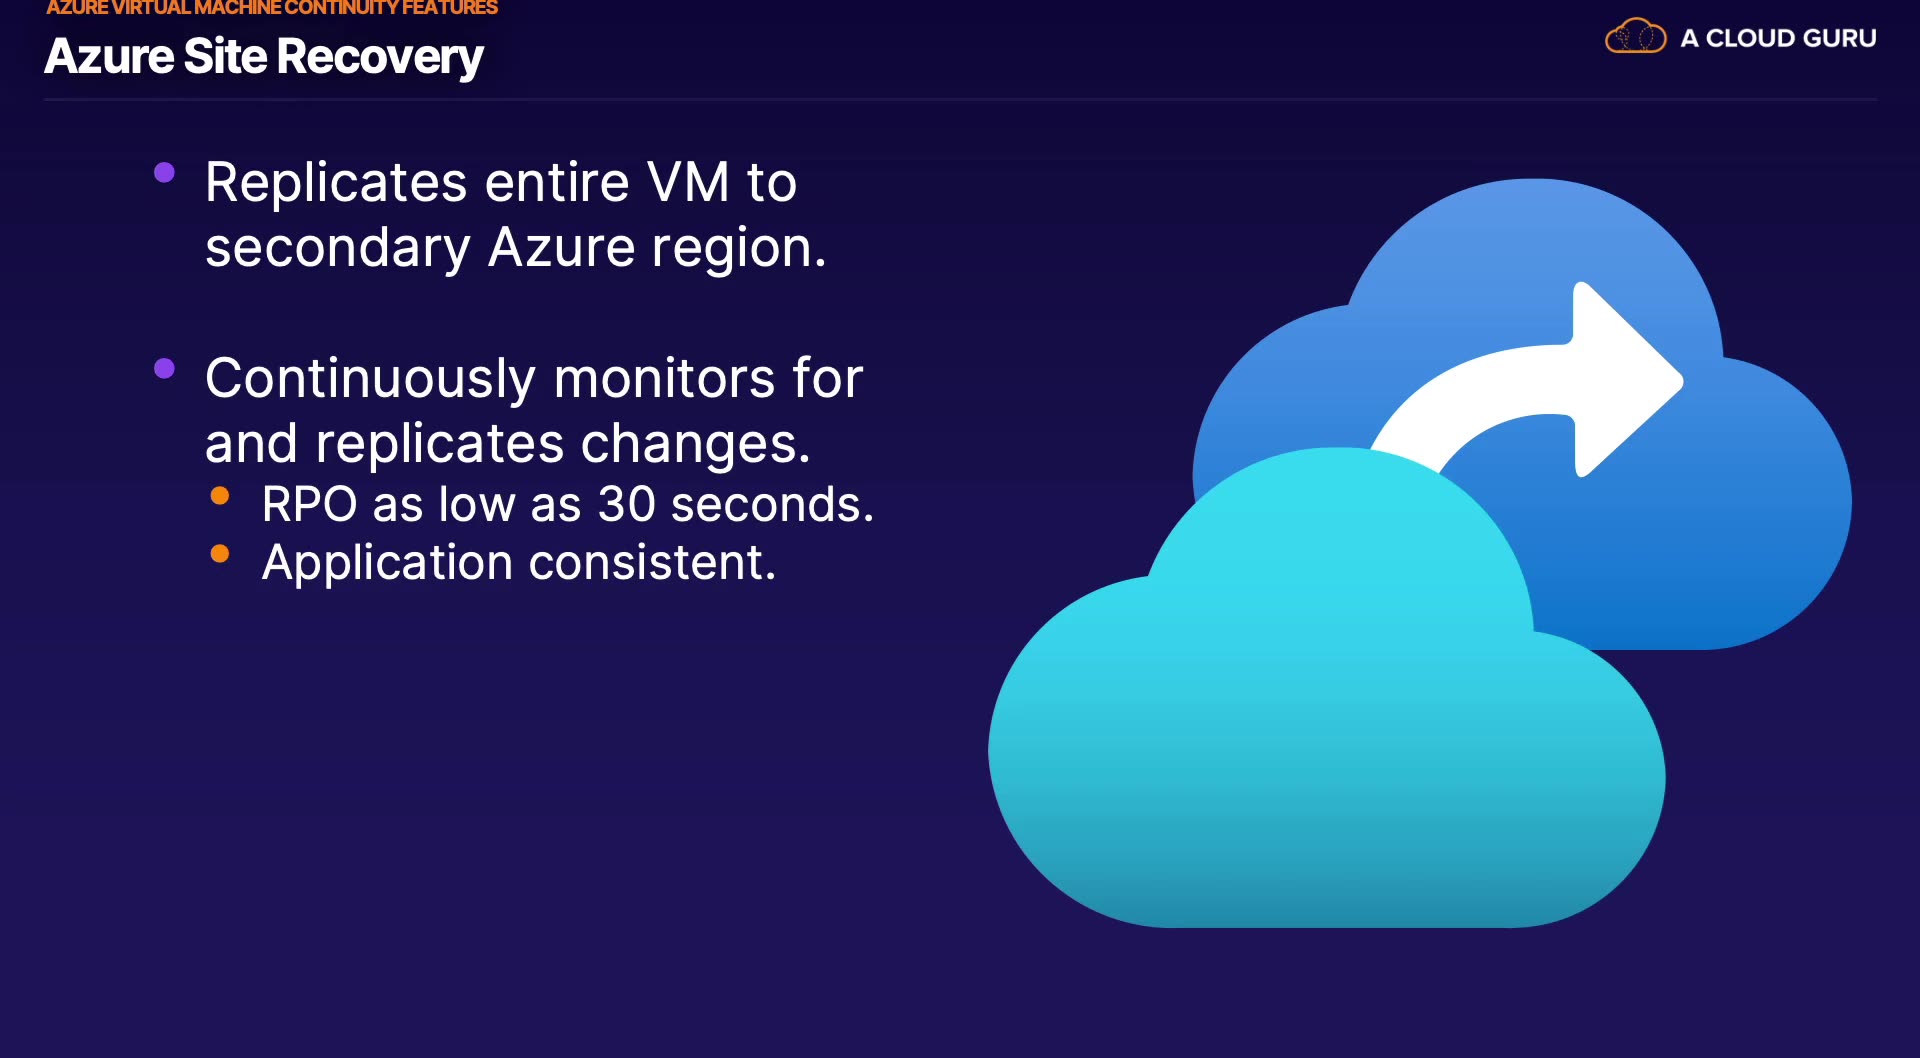 AZURE VIRTUAL MACHINE CONTINUITY FEATURES
Azure Site Recovery
A CLOUD GURU
Replicates entire VM to
secondary Azure region.
Continuously monitors for
and replicates changes.
RPO as low as 30 seconds.
Application consistent.